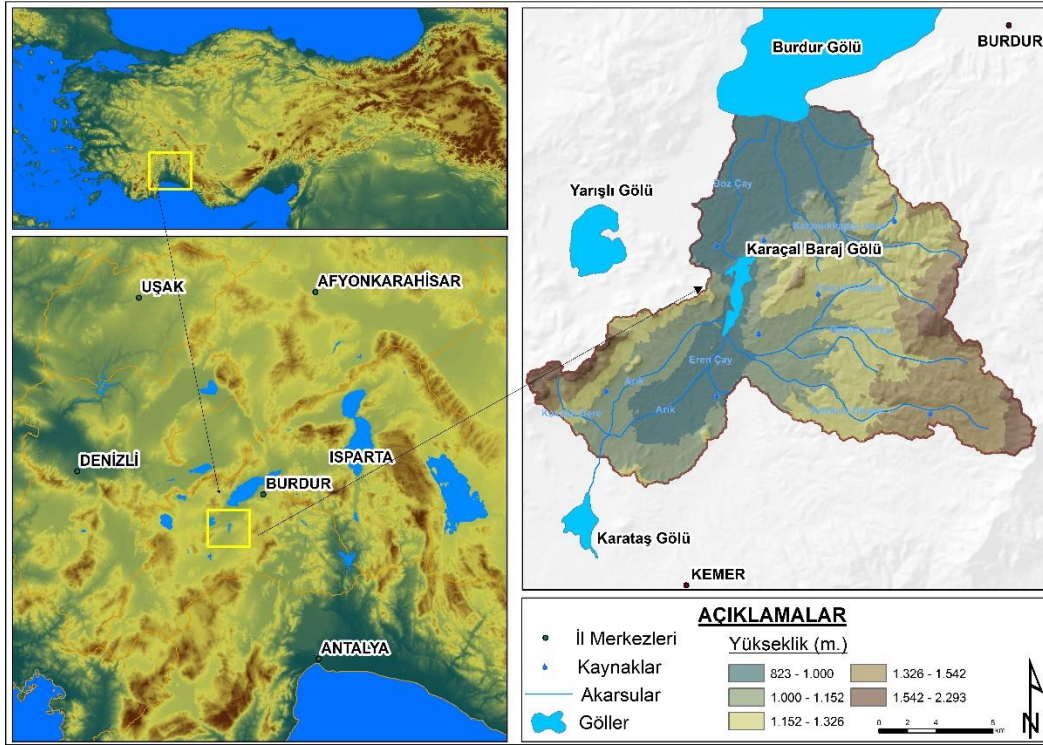 UŞAK
AFYONKARAHİSAR
DENİZLİ
ISPARTA
BURDUR
ANTALYA
Burdur Gölü
BURDUR
Yarışlı Gölü
Boz Çay
Karaçal Baraj Gölü
Eren Çay
Arık
Arık
Karataş Gölü
KEMER
AÇIKLAMALAR
İl Merkezleri
Kaynaklar
Akarsular
Göller
Yükseklik (m.)
823 - 1.000
1.000 - 1.152
1.152 - 1.326
1.326 - 1.542
1.542 - 2.293
0 4 8
km
N